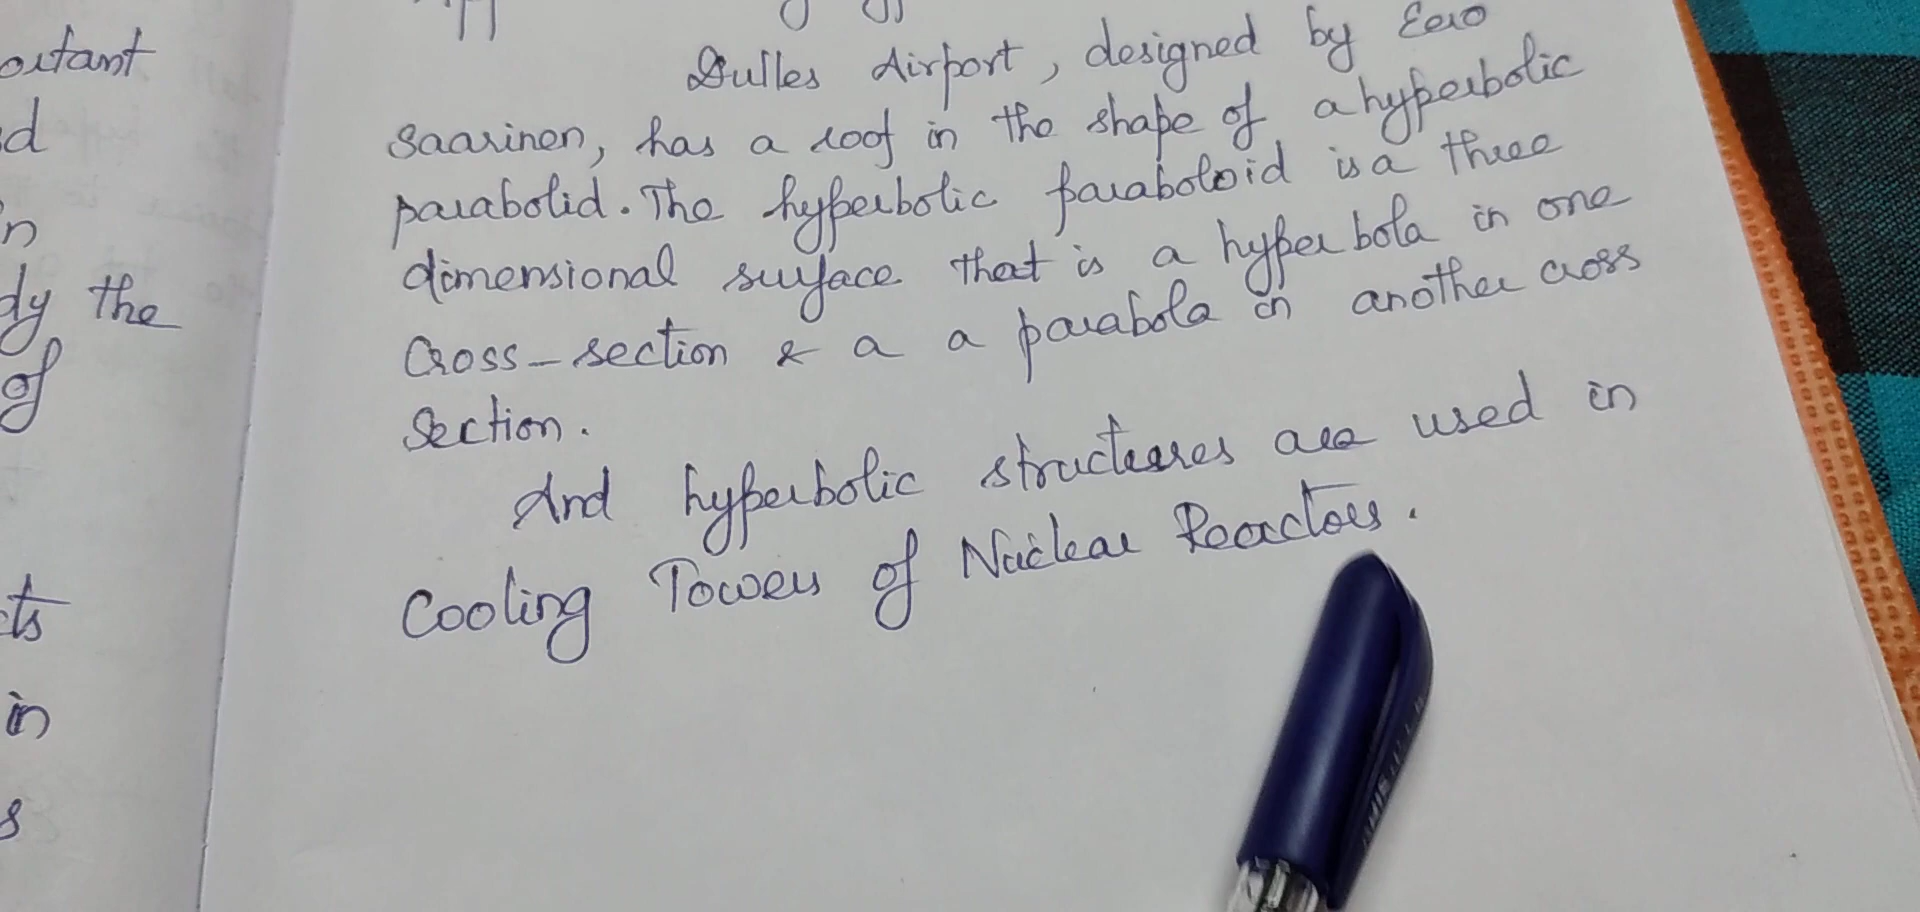 Dulles Airport, designed by Eero
Saarinen, has a roof in the shape of a hyperbolic
parabolid. The hyperbolic paraboloid is a three
dimensional surface that is a hyperbola in one
Cross-section & a a parabola in another cross
Section.
And hyperbolic structures are used in
Cooling Towers of Nuclear Reactors.
dy the
of
in